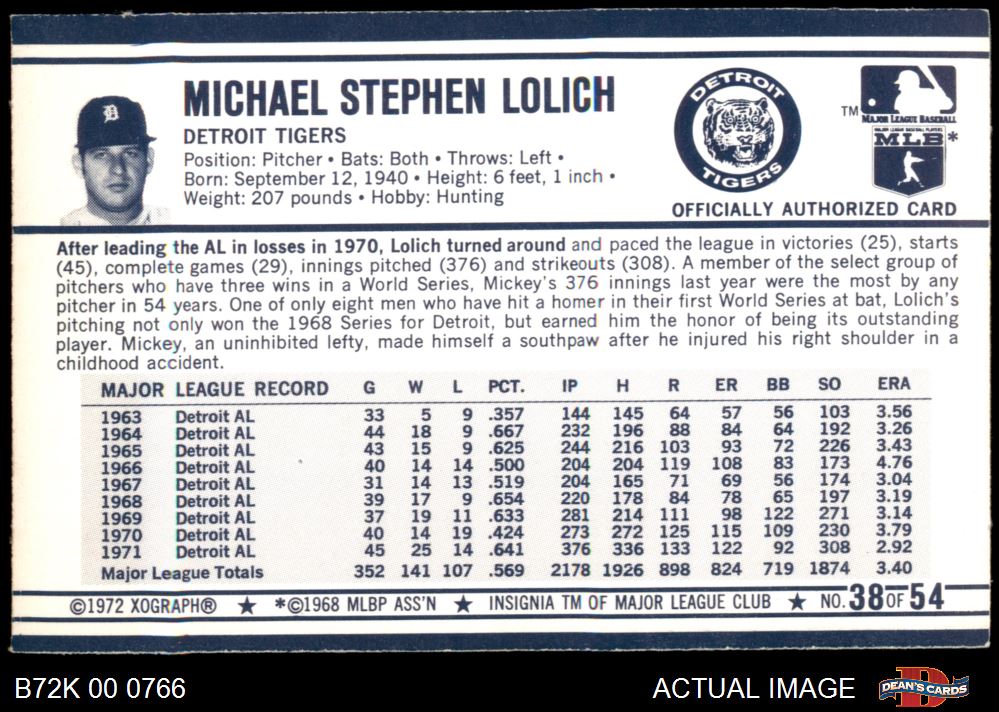 MICHAEL STEPHEN LOLICH
DETROIT TIGERS
Position: Pitcher • Bats: Both • Throws: Left •
Born: September 12, 1940 • Height: 6 feet, 1 inch •
Weight: 207 pounds • Hobby: Hunting
DETROIT
TIGERS
TM
MAJOR LEAGUE BASEBALL
MAJOR LEAGUE BASEBALL PLAYERS
MLB*
OFFICIALLY AUTHORIZED CARD
After leading the AL in losses in 1970, Lolich turned around and paced the league in victories (25), starts
(45), complete games (29), innings pitched (376) and strikeouts (308). A member of the select group of
pitchers who have three wins in a World Series, Mickey's 376 innings last year were the most by any
pitcher in 54 years. One of only eight men who have hit a homer in their first World Series at bat, Lolich's
pitching not only won the 1968 Series for Detroit, but earned him the honor of being its outstanding
player. Mickey, an uninhibited lefty, made himself a southpaw after he injured his right shoulder in a
childhood accident.
MAJOR LEAGUE RECORD G W L PCT. IP H R ER BB SO ERA
1963 Detroit AL 33 5 9 .357 144 145 64 57 56 103 3.56
1964 Detroit AL 44 18 9 .667 232 196 88 84 64 192 3.26
1965 Detroit AL 43 15 9 .625 244 216 103 93 72 226 3.43
1966 Detroit AL 40 14 14 .500 204 204 119 108 83 173 4.76
1967 Detroit AL 31 14 13 .519 204 165 71 69 56 174 3.04
1968 Detroit AL 39 17 9 .654 220 178 84 78 65 197 3.19
1969 Detroit AL 37 19 11 .633 281 214 111 98 122 271 3.14
1970 Detroit AL 40 14 19 .424 273 272 125 115 109 230 3.79
1971 Detroit AL 45 25 14 .641 376 336 133 122 92 308 2.92
Major League Totals 352 141 107 .569 2178 1926 898 824 719 1874 3.40
©1972 XOGRAPH® ★ *©1968 MLBP ASS'N ★ INSIGNIA TM OF MAJOR LEAGUE CLUB ★ NO. 38 OF 54
B72K 00 0766
ACTUAL IMAGE
DEAN'S CARDS